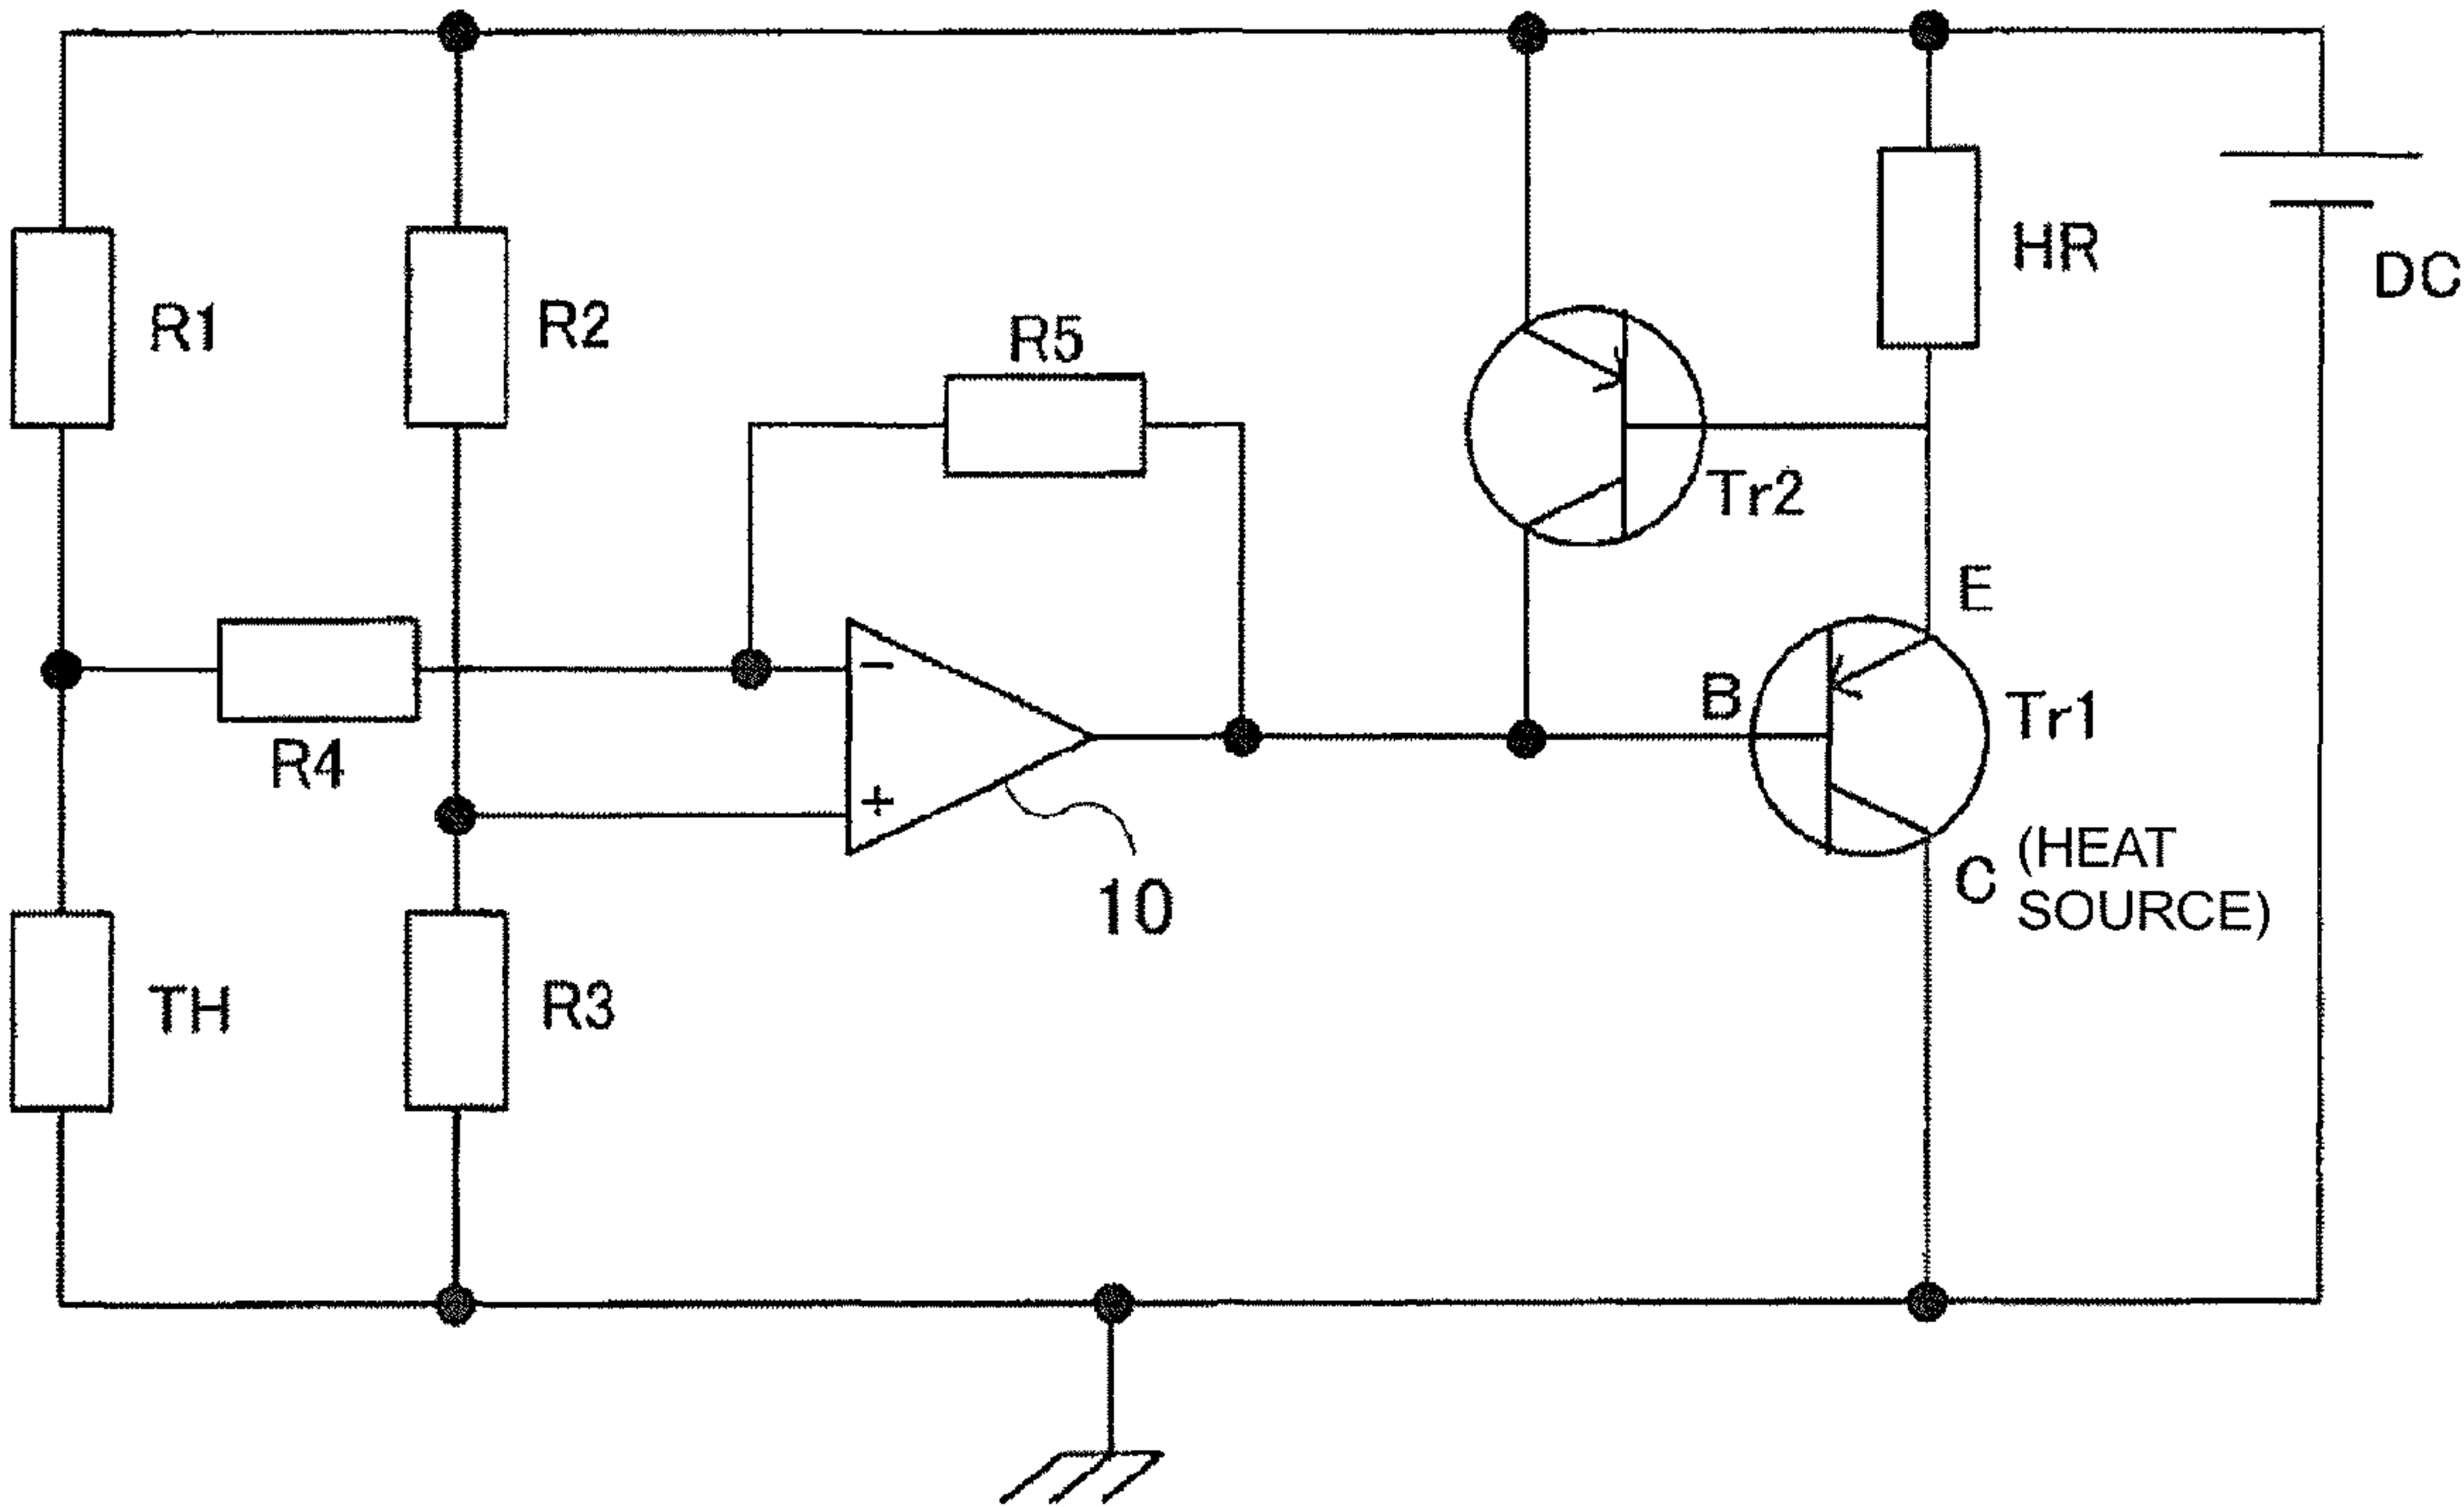 R1
R2
R5
HR
DC
Tr2
E
B
Tr1
R4
−
+
10
C
(HEAT
SOURCE)
TH
R3